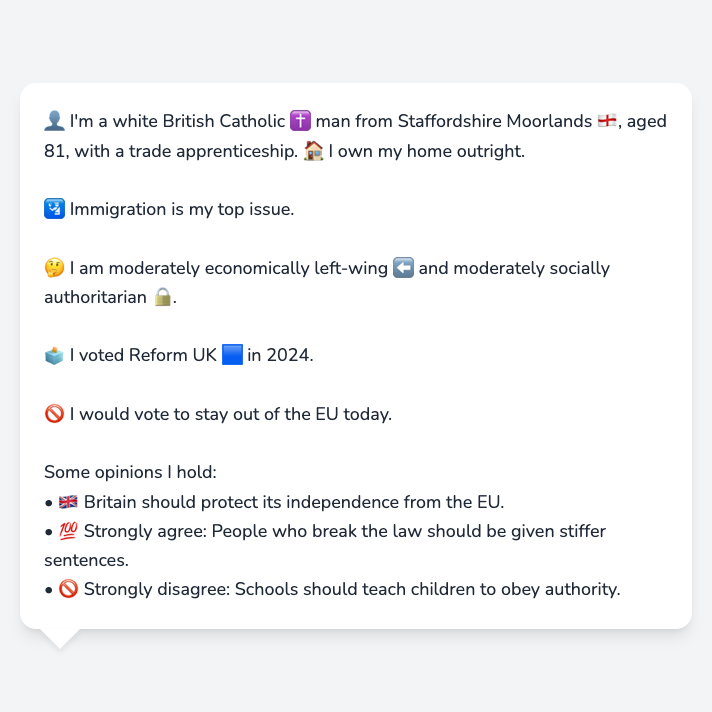 👤 I'm a white British Catholic ✝️ man from Staffordshire Moorlands 🏴󠁧󠁢󠁥󠁮󠁧󠁿, aged
81, with a trade apprenticeship. 🏠 I own my home outright.
🛂 Immigration is my top issue.
🤔 I am moderately economically left-wing ⬅️ and moderately socially
authoritarian 🔒.
🗳️ I voted Reform UK 🟦 in 2024.
🚫 I would vote to stay out of the EU today.
Some opinions I hold:
• 🇬🇧 Britain should protect its independence from the EU.
• 💯 Strongly agree: People who break the law should be given stiffer
sentences.
• 🚫 Strongly disagree: Schools should teach children to obey authority.